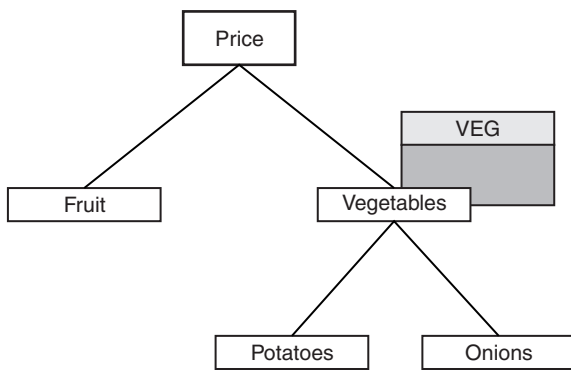 Price
VEG
Fruit
Vegetables
Potatoes
Onions